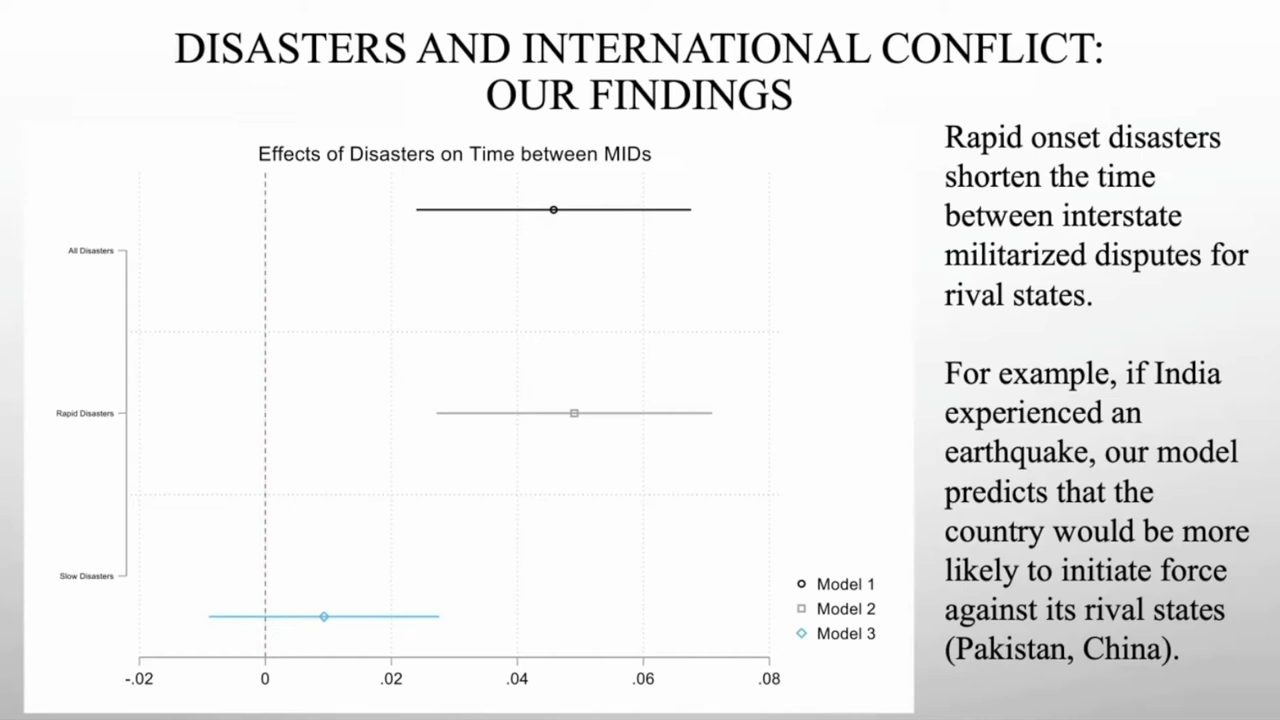 DISASTERS AND INTERNATIONAL CONFLICT:
OUR FINDINGS
Effects of Disasters on Time between MIDs
All Disasters
Rapid Disasters
Slow Disasters
Model 1
Model 2
Model 3
-.02 0 .02 .04 .06 .08
Rapid onset disasters
shorten the time
between interstate
militarized disputes for
rival states.
For example, if India
experienced an
earthquake, our model
predicts that the
country would be more
likely to initiate force
against its rival states
(Pakistan, China).